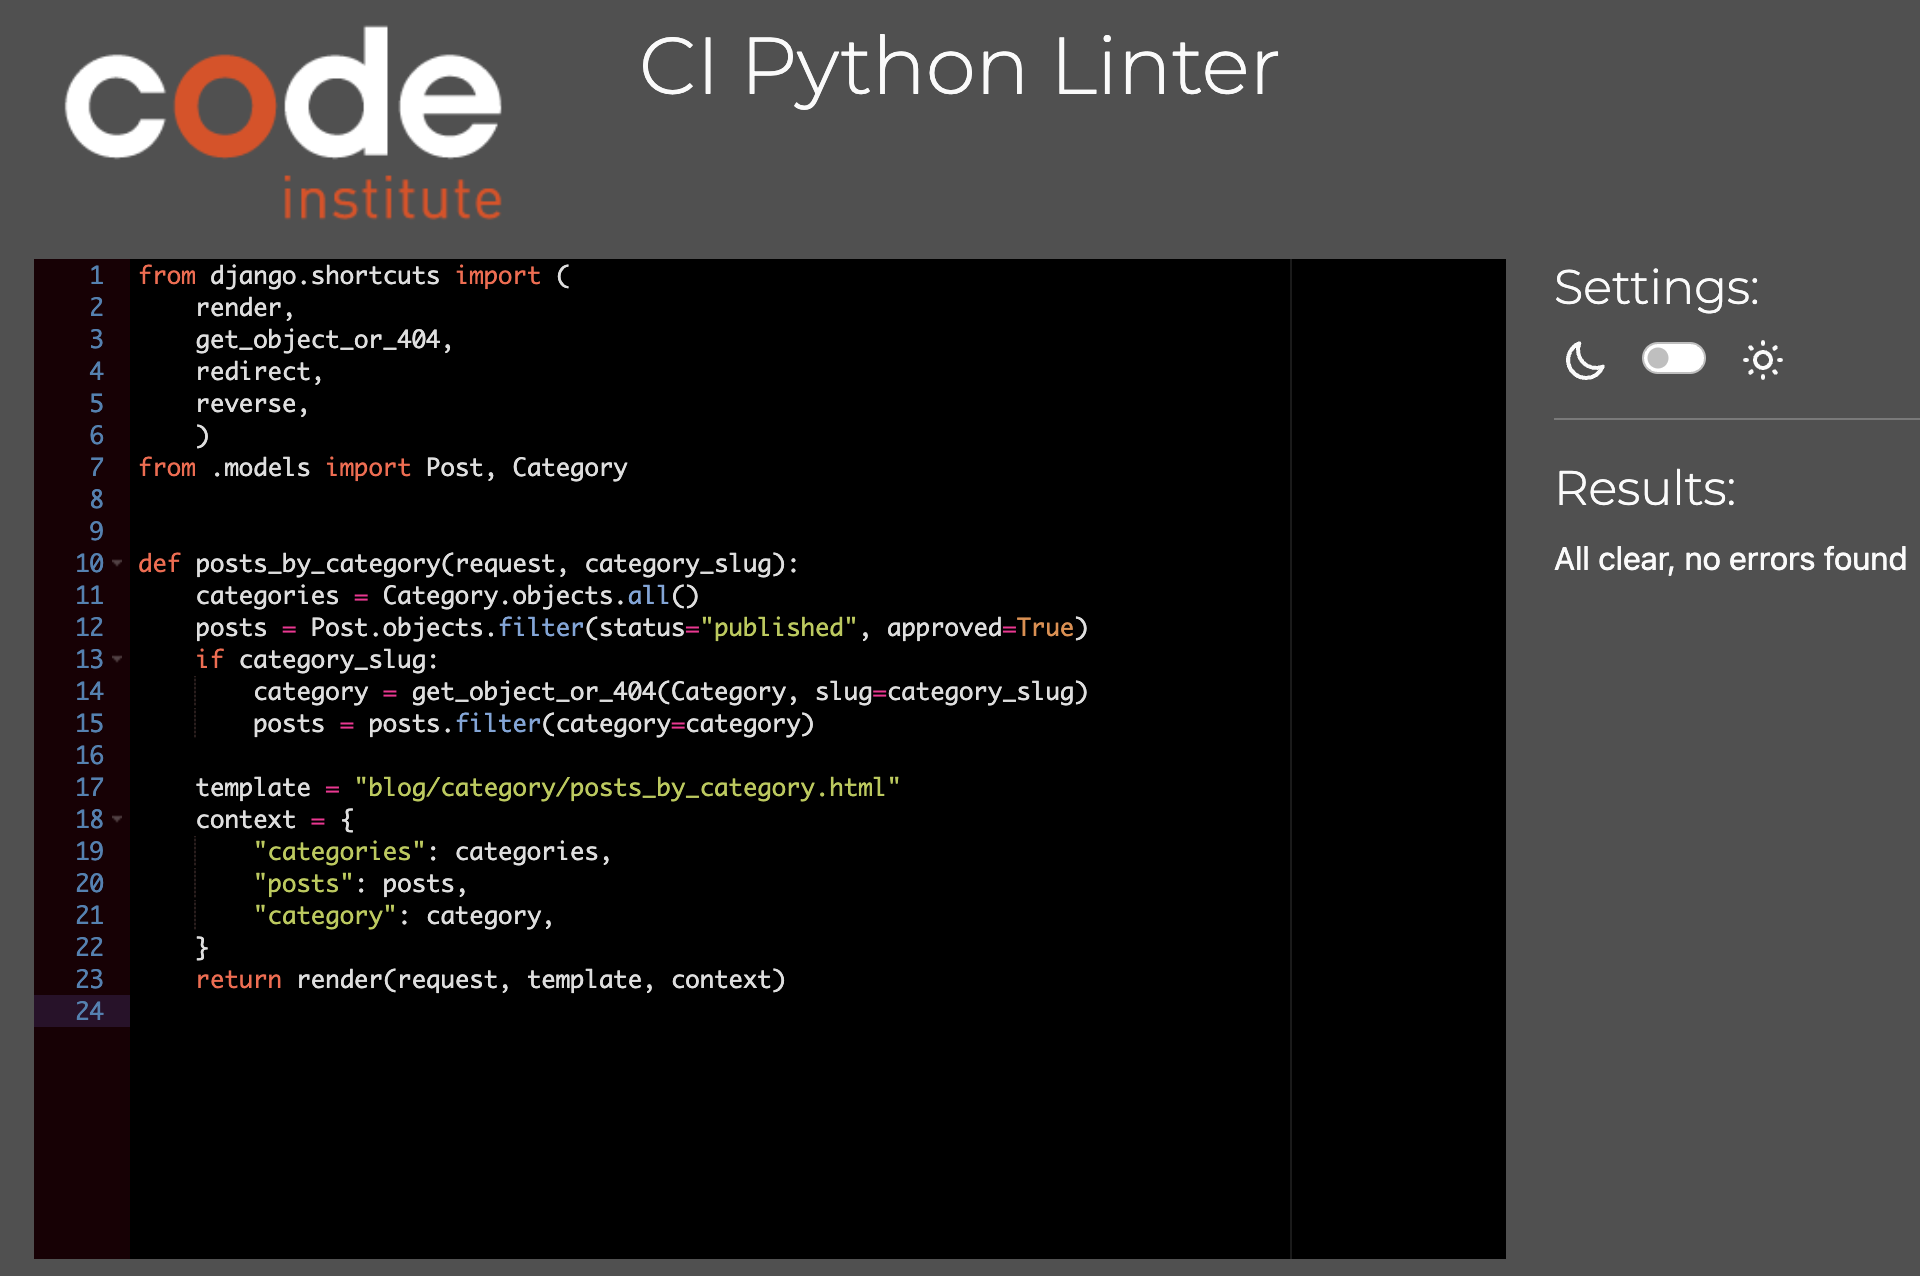 code
institute
CI Python Linter
1 from django.shortcuts import (
2     render,
3     get_object_or_404,
4     redirect,
5     reverse,
6     )
7 from .models import Post, Category
8
9
10 def posts_by_category(request, category_slug):
11     categories = Category.objects.all()
12     posts = Post.objects.filter(status="published", approved=True)
13     if category_slug:
14         category = get_object_or_404(Category, slug=category_slug)
15         posts = posts.filter(category=category)
16
17     template = "blog/category/posts_by_category.html"
18     context = {
19         "categories": categories,
20         "posts": posts,
21         "category": category,
22     }
23     return render(request, template, context)
24
Settings:
Results:
All clear, no errors found